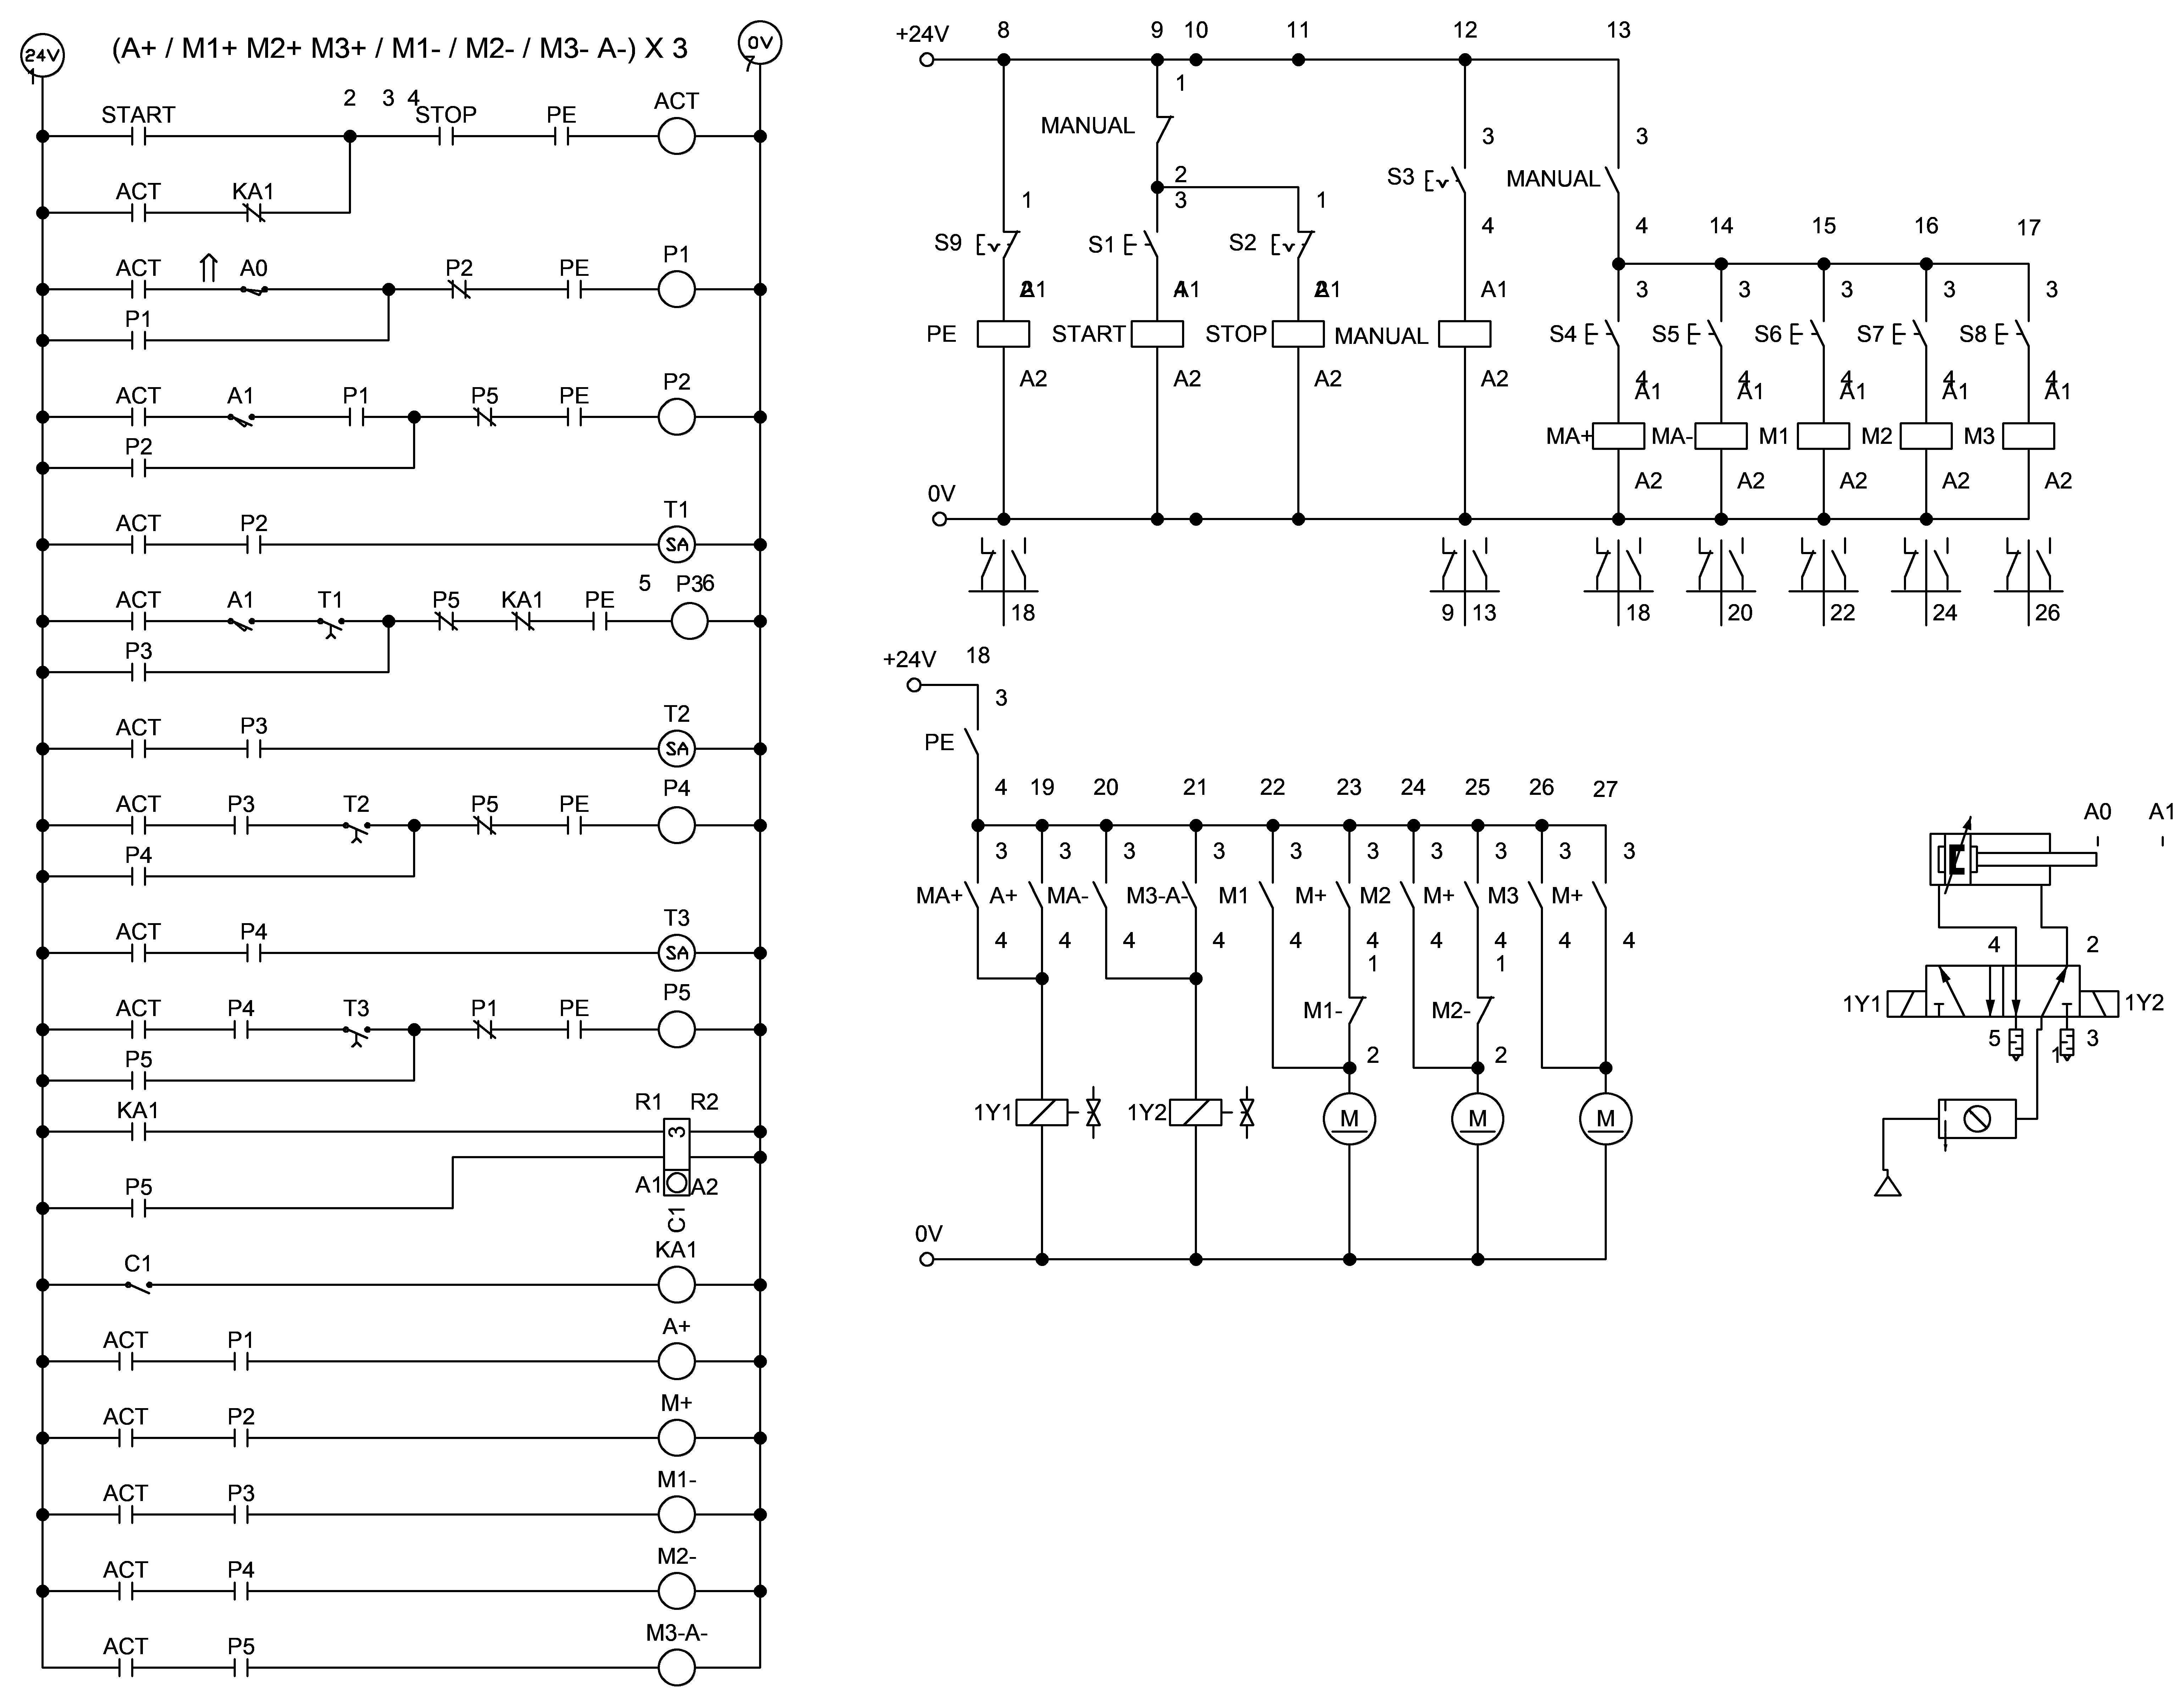 24V
1
(A+ / M1+ M2+ M3+ / M1- / M2- / M3- A-) X 3
0V
7
2 3 4
START STOP PE ACT
ACT KA1
ACT A0 P2 PE P1
P1
ACT A1 P1 P5 PE P2
P2
ACT P2 T1
SA
5 P3 6
ACT A1 T1 P5 KA1 PE
P3
ACT P3 T2
SA
ACT P3 T2 P5 PE P4
P4
ACT P4 T3
SA
ACT P4 T3 P1 PE P5
P5
KA1 R1 R2
3
P5 A1 A2
C1
C1 KA1
ACT P1 A+
ACT P2 M+
ACT P3 M1-
ACT P4 M2-
ACT P5 M3-A-
+24V 8 9 10 11 12 13
1
MANUAL 3 3
2 S3 MANUAL
1 3 1 4 4 14 15 16 17
S9 S1 S2
2 A1 4 A1 2 A1 A1 3 3 3 3 3
PE START STOP MANUAL S4 S5 S6 S7 S8
A2 A2 A2 A2 4 4 4 4 4
A1 A1 A1 A1 A1
MA+ MA- M1 M2 M3
A2 A2 A2 A2 A2
0V
18 9 13 18 20 22 24 26
+24V 18
3
PE
4 19 20 21 22 23 24 25 26 27
3 3 3 3 3 3 3 3 3 3
MA+ A+ MA- M3-A- M1 M+ M2 M+ M3 M+
4 4 4 4 4 4 4 4 4 4
1 1
M1- M2-
2 2
1Y1 1Y2 M M M
0V
A0 A1
4 2
1Y1 1Y2
5 1 3